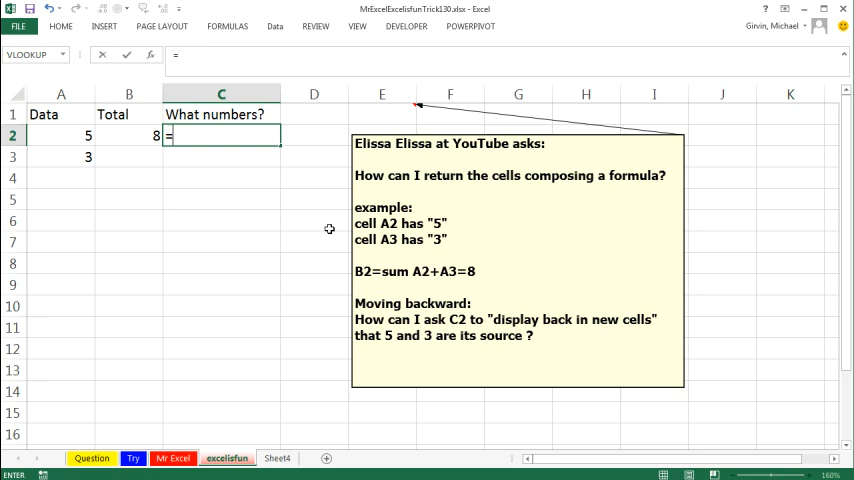 MrExcelExcelisfunTrick130.xlsx - Excel
FILE HOME INSERT PAGE LAYOUT FORMULAS Data REVIEW VIEW DEVELOPER POWERPIVOT Girvin, Michael
VLOOKUP fx =
A B C D E F G H I J K
1 Data Total What numbers?
2 5 8 =
3 3
4
5
6
7
8
9
10
11
12
13
14
15
16
Elissa Elissa at YouTube asks:
How can I return the cells composing a formula?
example:
cell A2 has "5"
cell A3 has "3"
B2=sum A2+A3=8
Moving backward:
How can I ask C2 to "display back in new cells"
that 5 and 3 are its source ?
Question Try Mr Excel excelisfun Sheet4
ENTER 160%